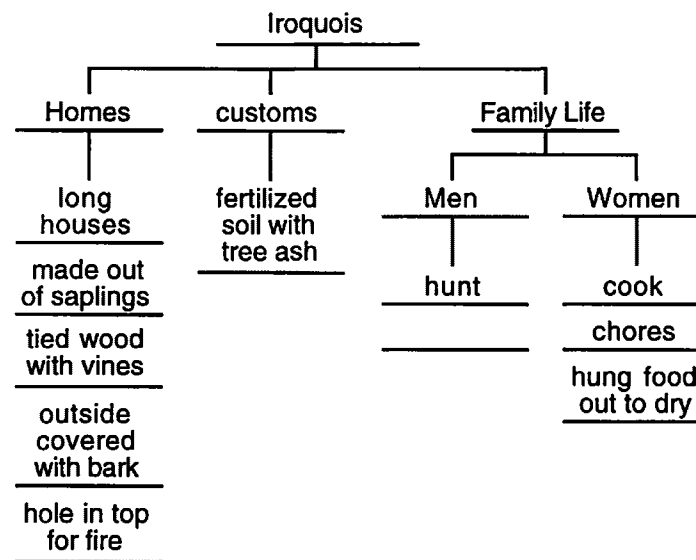 Iroquois
Homes
customs
Family Life
long
houses
made out
of saplings
tied wood
with vines
outside
covered
with bark
hole in top
for fire
fertilized
soil with
tree ash
Men
hunt
Women
cook
chores
hung food
out to dry